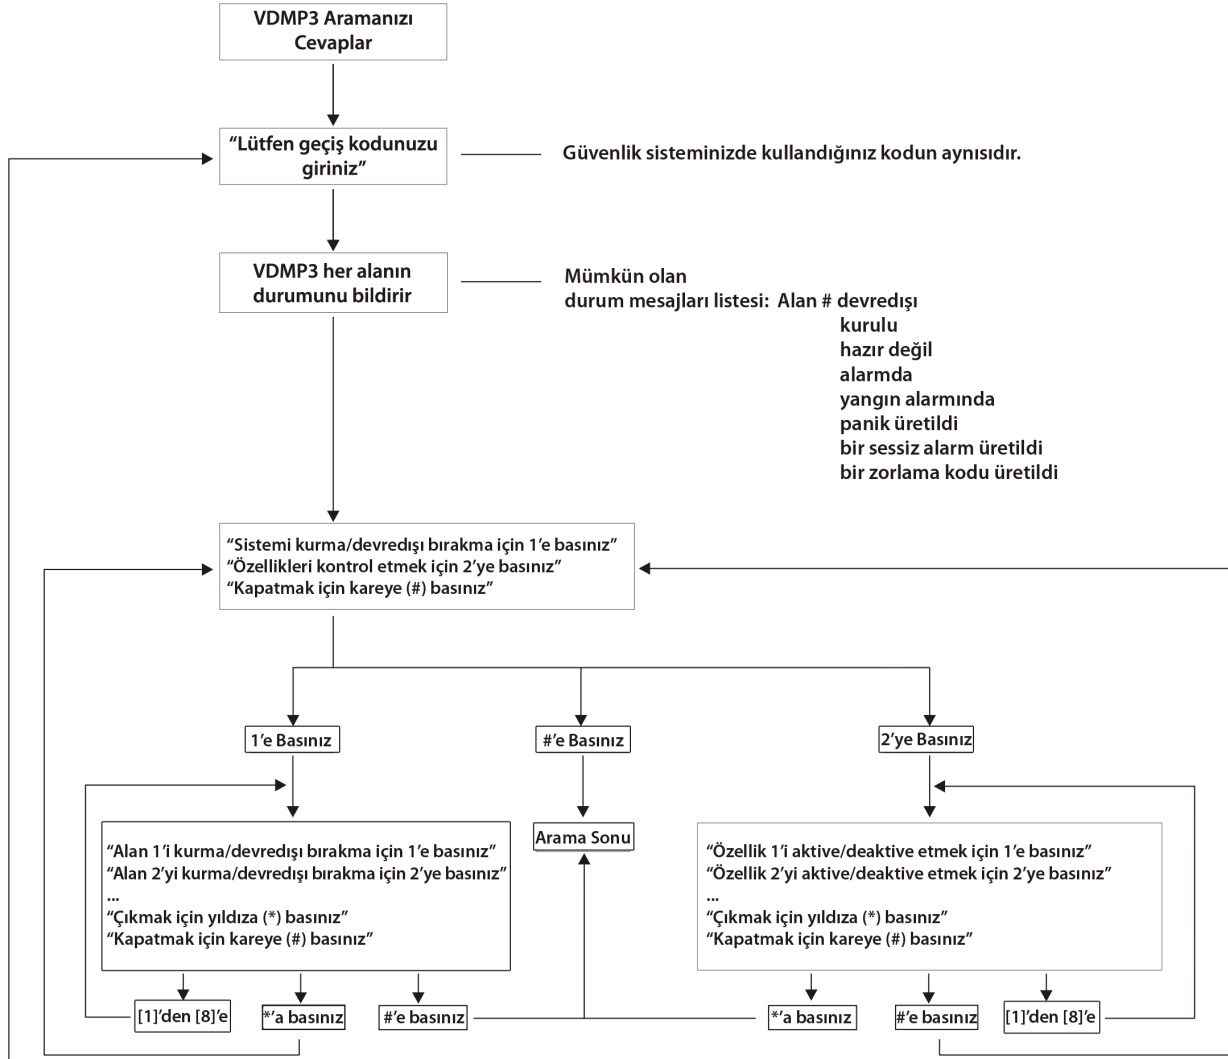 VDMP3 Aramanızı
Cevaplar
“Lütfen geçiş kodunuzu
giriniz”
Güvenlik sisteminizde kullandığınız kodun aynısıdır.
VDMP3 her alanın
durumunu bildirir
Mümkün olan
durum mesajları listesi: Alan # devredışı
kurulu
hazır değil
alarmda
yangın alarmında
panik üretildi
bir sessiz alarm üretildi
bir zorlama kodu üretildi
“Sistemi kurma/devredışı bırakma için 1’e basınız”
“Özellikleri kontrol etmek için 2’ye basınız”
“Kapatmak için kareye (#) basınız”
1’e Basınız
#’e Basınız
2’ye Basınız
Arama Sonu
“Alan 1’i kurma/devredışı bırakma için 1’e basınız”
“Alan 2’yi kurma/devredışı bırakma için 2’ye basınız”
...
“Çıkmak için yıldıza (*) basınız”
“Kapatmak için kareye (#) basınız”
“Özellik 1’i aktive/deaktive etmek için 1’e basınız”
“Özellik 2’yi aktive/deaktive etmek için 2’ye basınız”
...
“Çıkmak için yıldıza (*) basınız”
“Kapatmak için kareye (#) basınız”
[1]’den [8]’e
*’a basınız
#’e basınız
*’a basınız
#’e basınız
[1]’den [8]’e